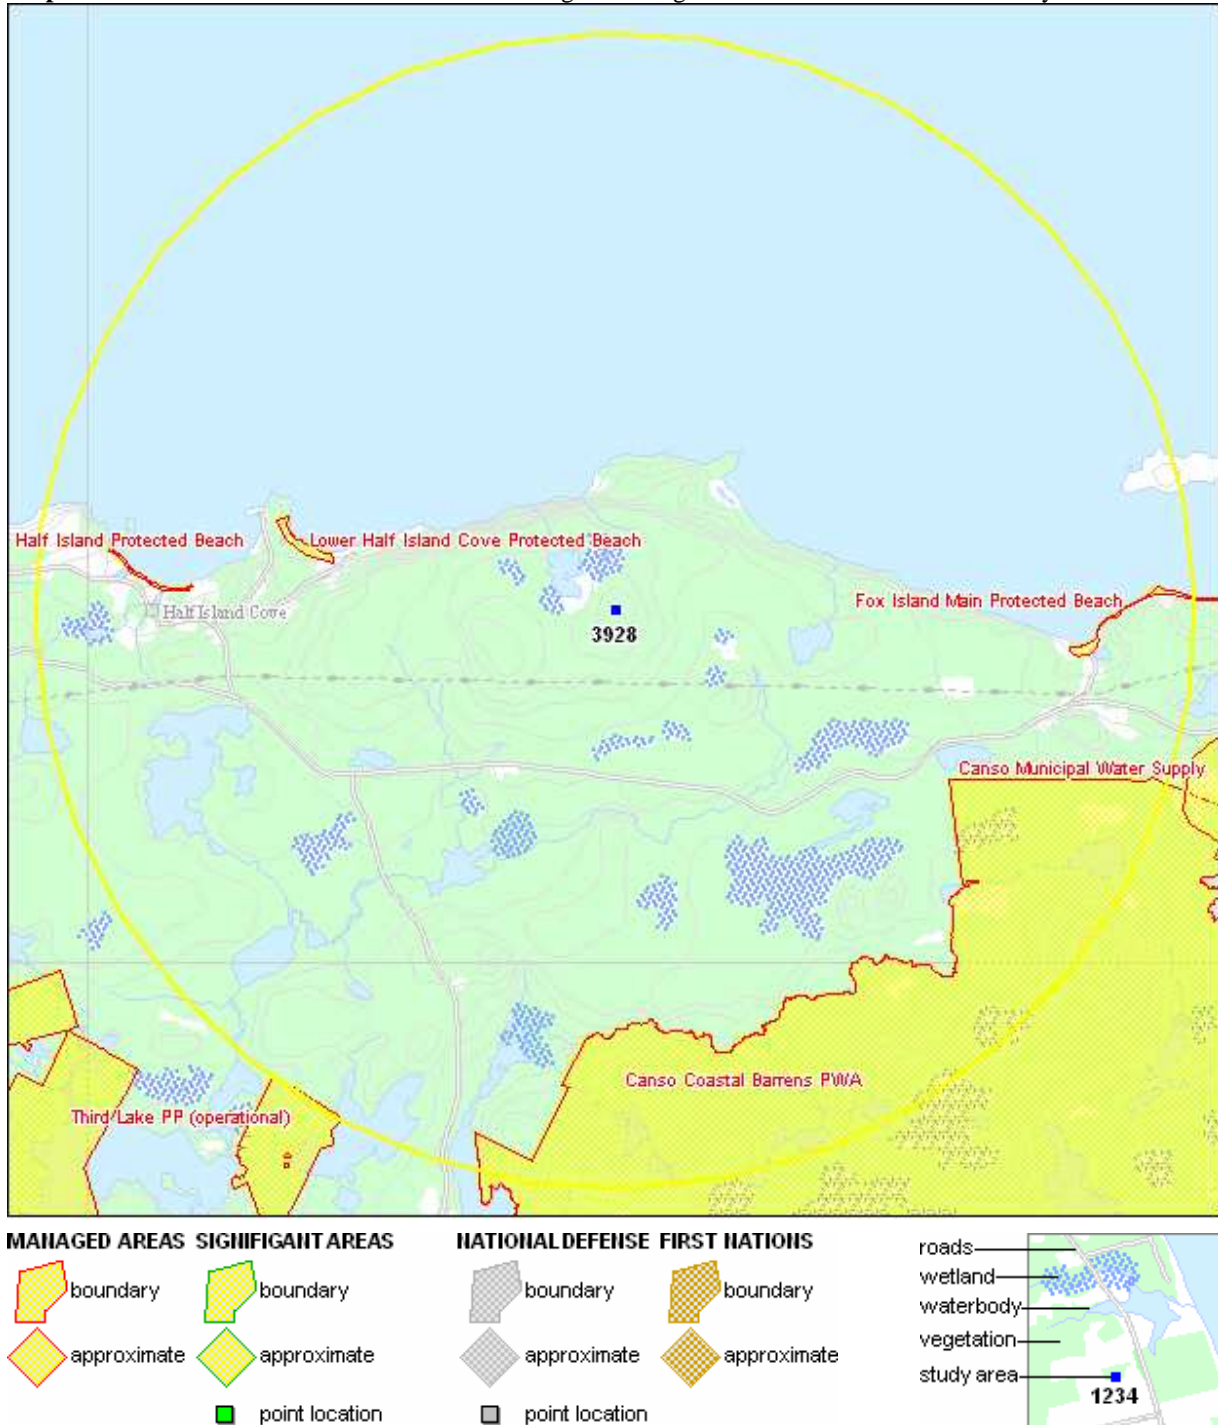 Half Island Protected Beach
Lower Half Island Cove Protected Beach
Half Island Cove
Fox Island Main Protected Beach
3928
Canso Municipal Water Supply
Canso Coastal Barrens PWA
Third Lake PP (operational)
MANAGED AREAS SIGNIFIGANT AREAS NATIONAL DEFENSE FIRST NATIONS
boundary boundary boundary boundary
approximate approximate approximate approximate
point location point location
roads
wetland
waterbody
vegetation
study area
1234